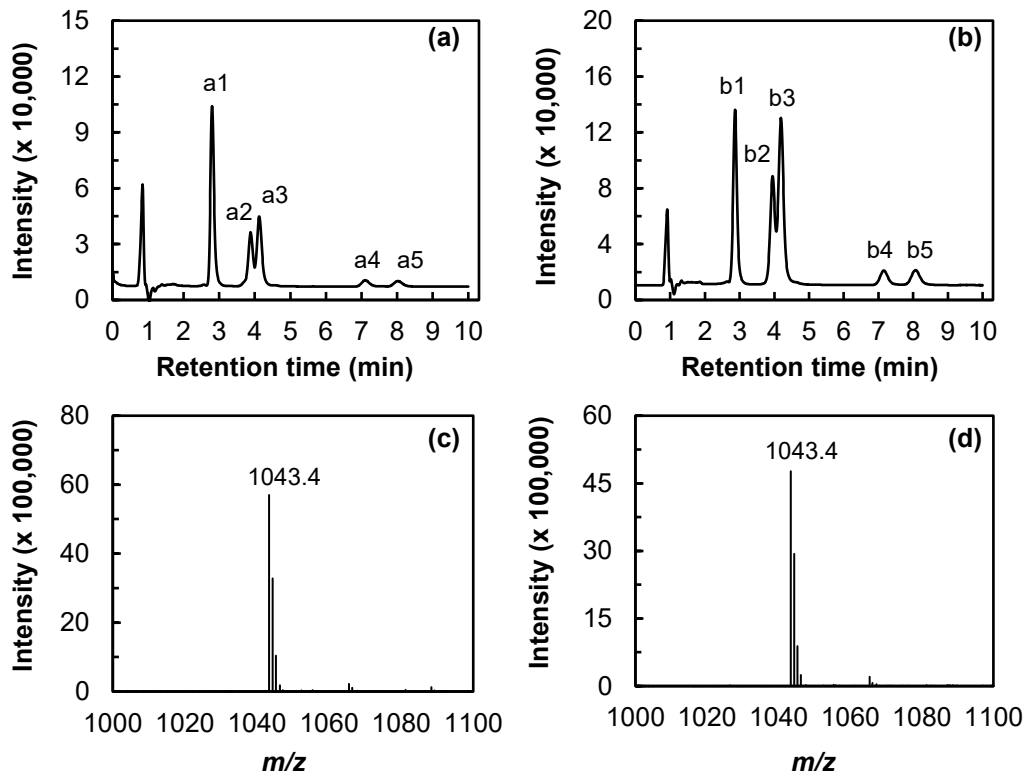 (a)
15
12
9
6
3
0
Intensity (x 10,000)
a1
a2
a3
a4
a5
0 1 2 3 4 5 6 7 8 9 10
Retention time (min)
(b)
20
16
12
8
4
0
Intensity (x 10,000)
b1
b2
b3
b4
b5
0 1 2 3 4 5 6 7 8 9 10
Retention time (min)
(c)
80
60
40
20
0
Intensity (x 100,000)
1043.4
1000 1020 1040 1060 1080 1100
m/z
(d)
60
45
30
15
0
Intensity (x 100,000)
1043.4
1000 1020 1040 1060 1080 1100
m/z